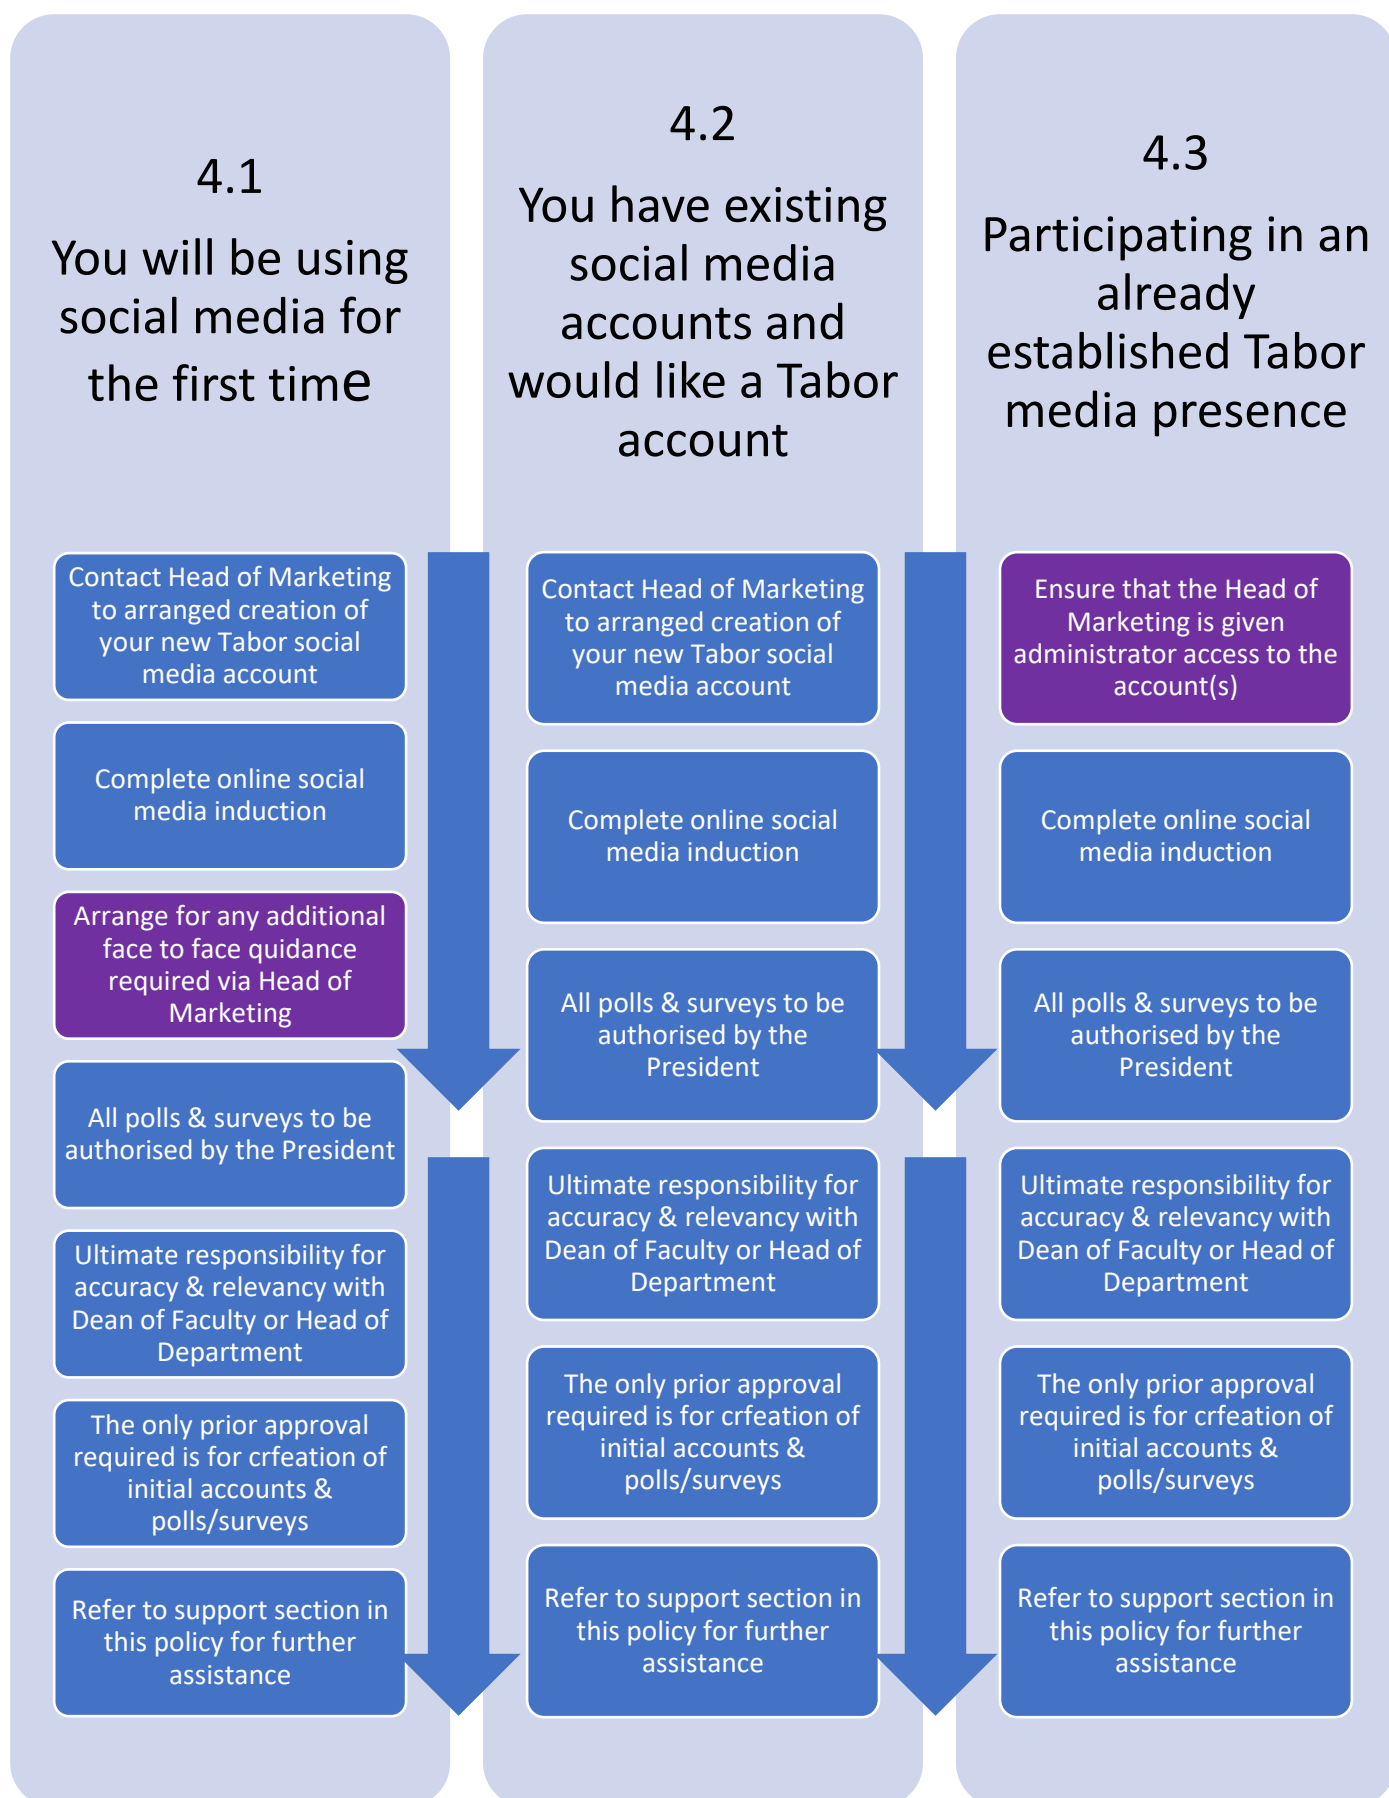 4.1
You will be using
social media for
the first time
Contact Head of Marketing
to arranged creation of
your new Tabor social
media account
Complete online social
media induction
Arrange for any additional
face to face quidance
required via Head of
Marketing
All polls & surveys to be
authorised by the President
Ultimate responsibility for
accuracy & relevancy with
Dean of Faculty or Head of
Department
The only prior approval
required is for crfeation of
initial accounts &
polls/surveys
Refer to support section in
this policy for further
assistance
4.2
You have existing
social media
accounts and
would like a Tabor
account
Contact Head of Marketing
to arranged creation of
your new Tabor social
media account
Complete online social
media induction
All polls & surveys to be
authorised by the
President
Ultimate responsibility for
accuracy & relevancy with
Dean of Faculty or Head of
Department
The only prior approval
required is for crfeation of
initial accounts &
polls/surveys
Refer to support section in
this policy for further
assistance
4.3
Participating in an
already
established Tabor
media presence
Ensure that the Head of
Marketing is given
administrator access to the
account(s)
Complete online social
media induction
All polls & surveys to be
authorised by the
President
Ultimate responsibility for
accuracy & relevancy with
Dean of Faculty or Head of
Department
The only prior approval
required is for crfeation of
initial accounts &
polls/surveys
Refer to support section in
this policy for further
assistance